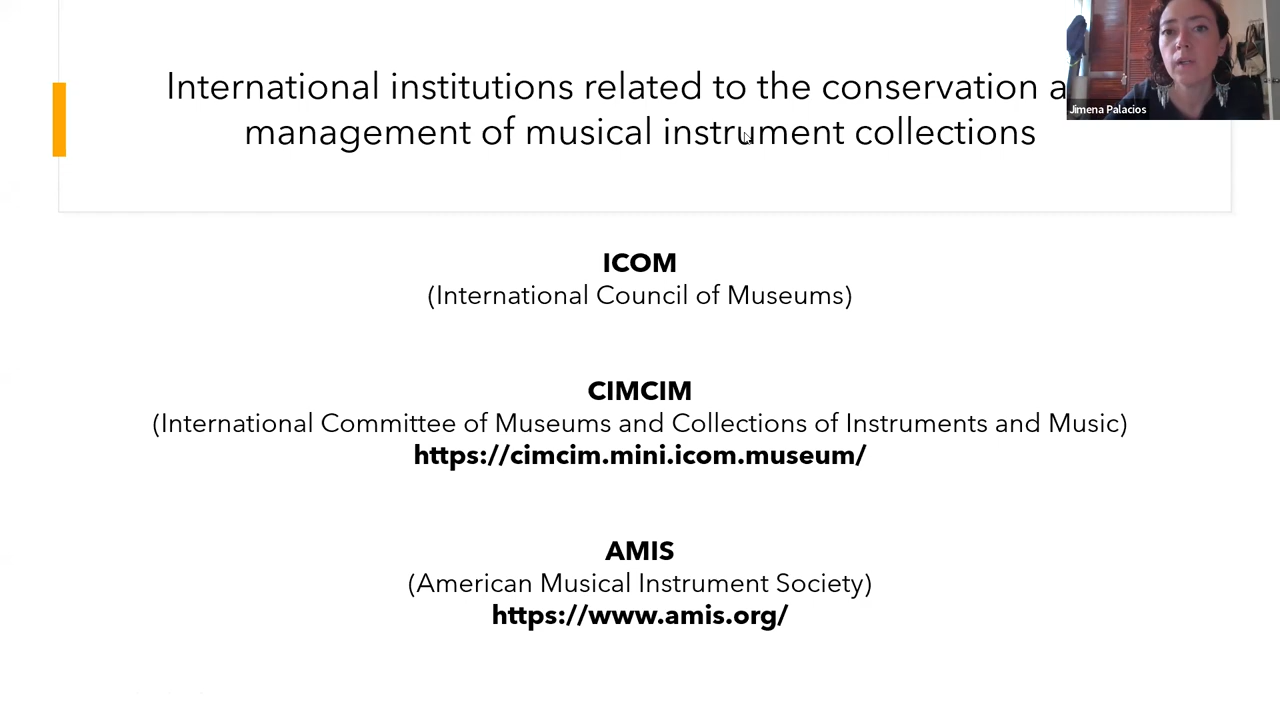 International institutions related to the conservation a
management of musical instrument collections
Jimena Palacios
ICOM
(International Council of Museums)
CIMCIM
(International Committee of Museums and Collections of Instruments and Music)
https://cimcim.mini.icom.museum/
AMIS
(American Musical Instrument Society)
https://www.amis.org/